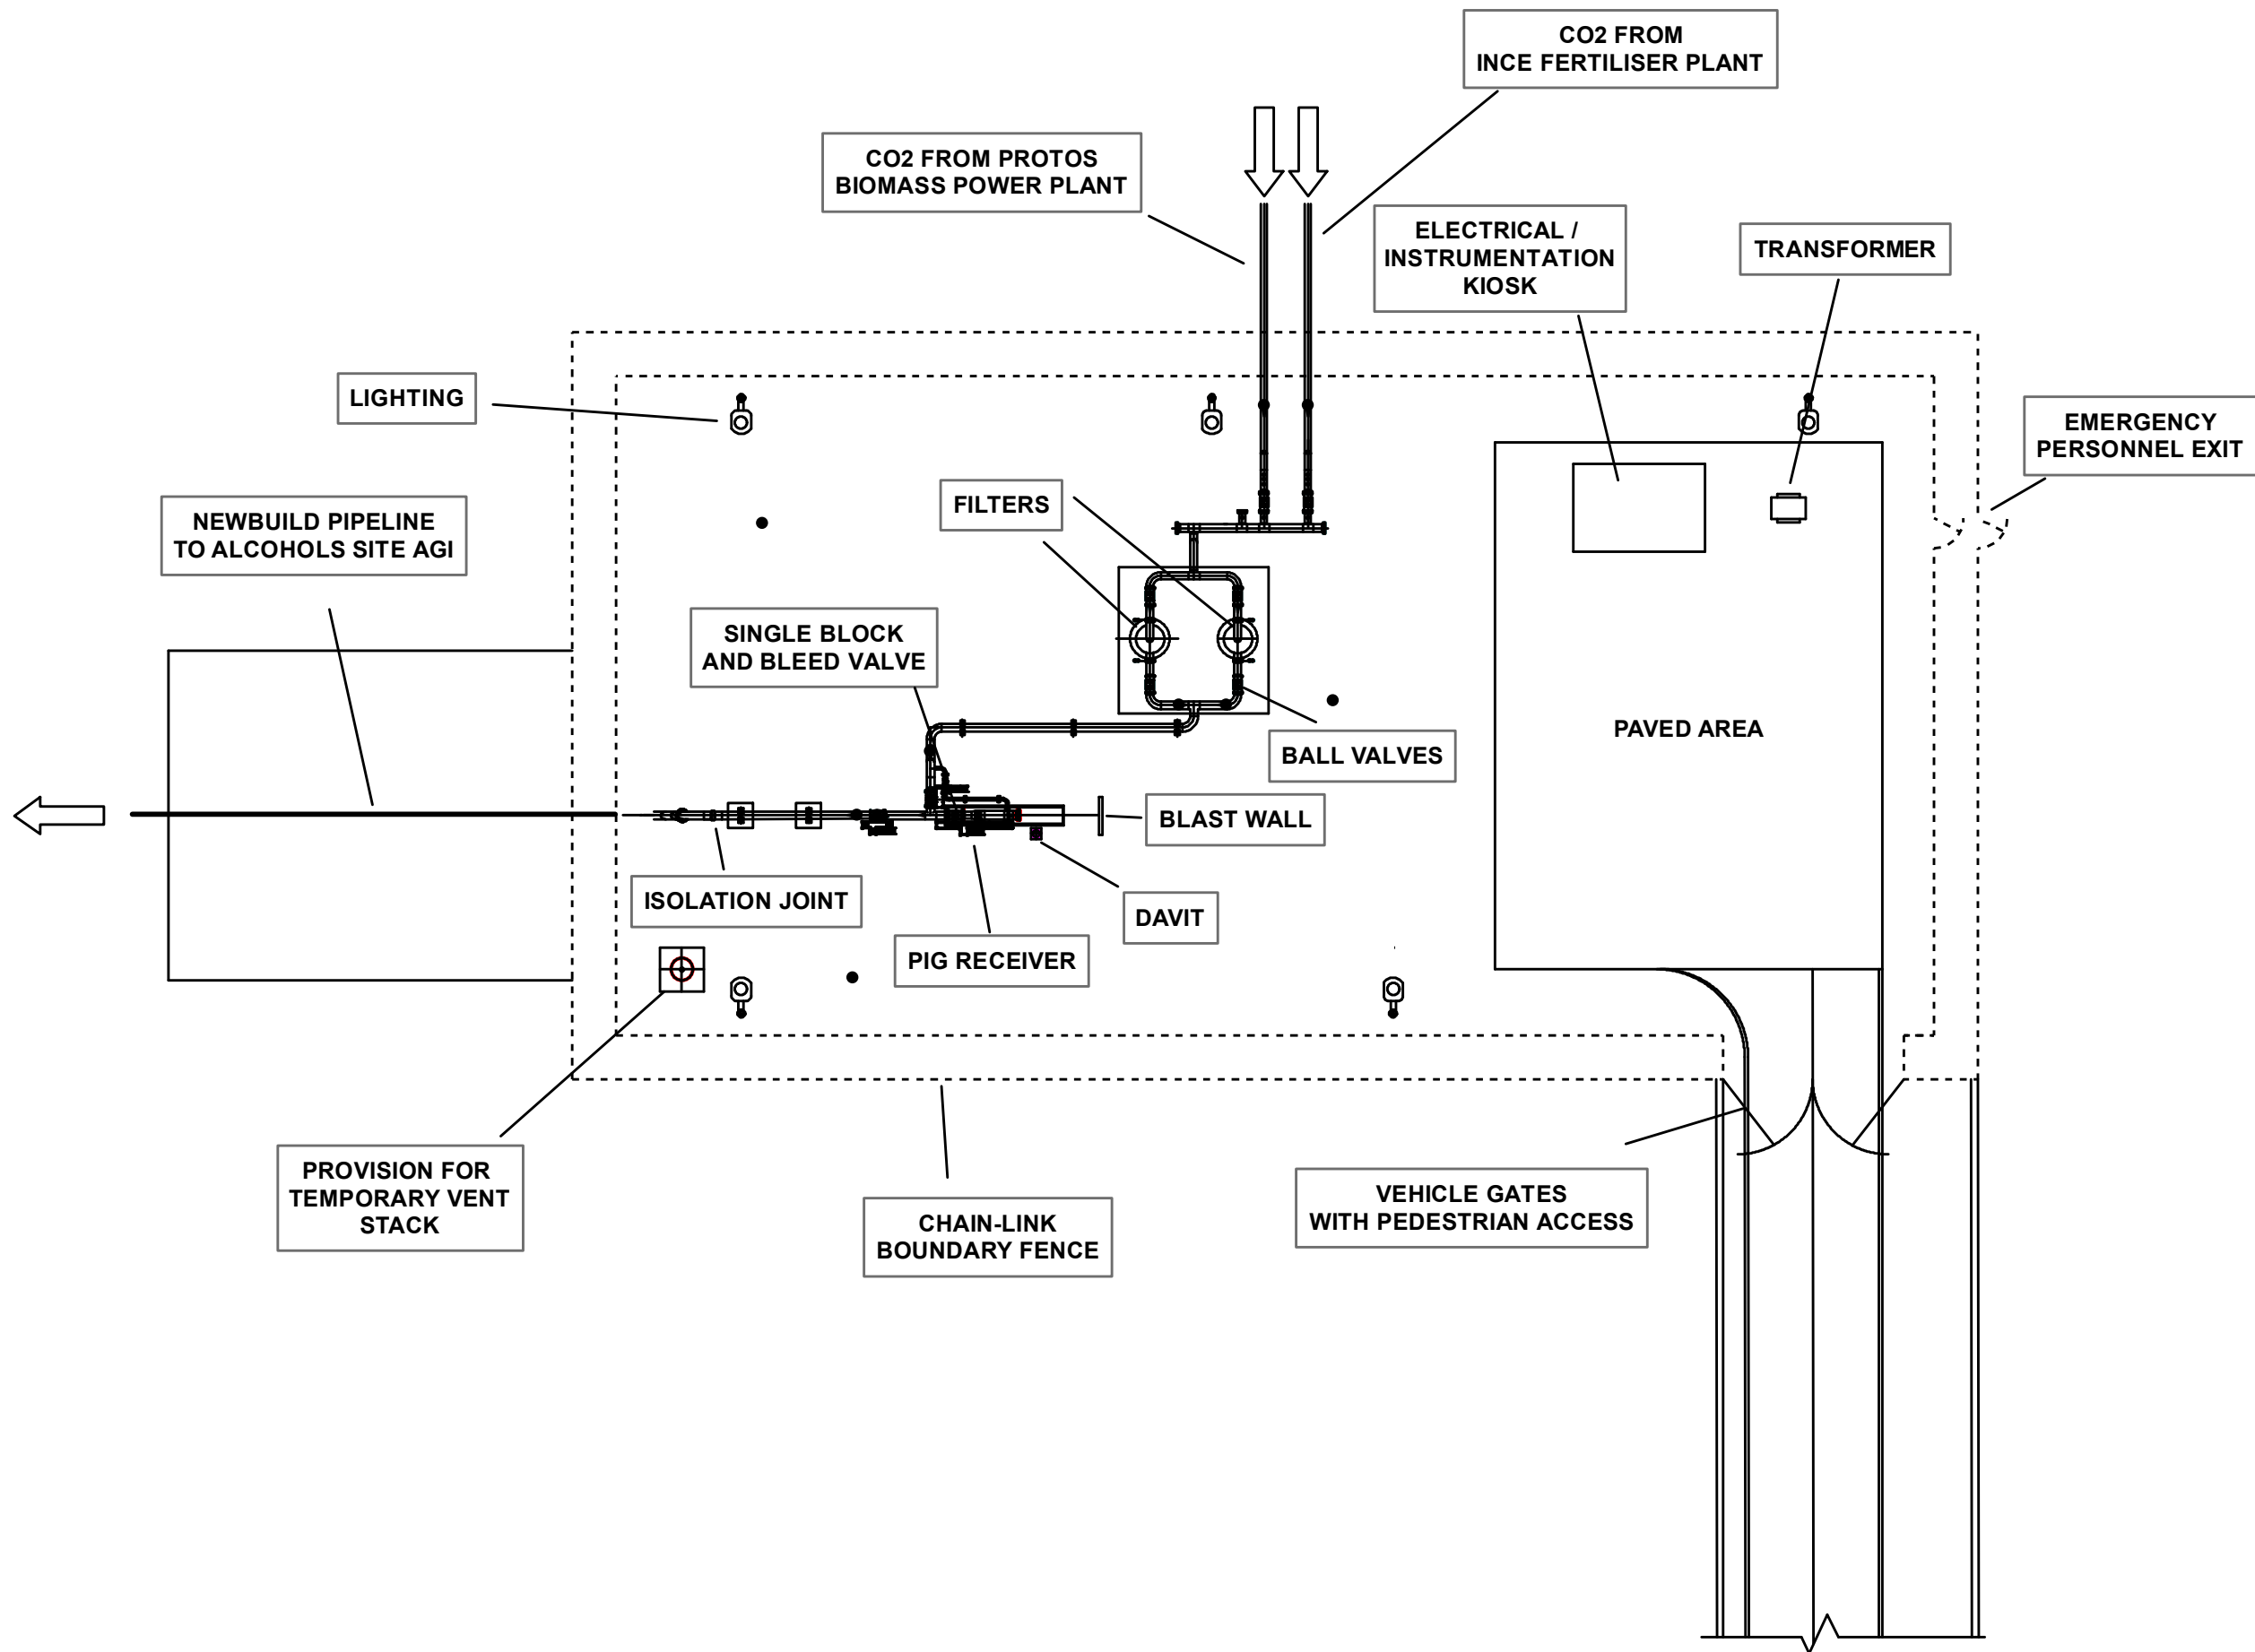 CO2 FROM
INCE FERTILISER PLANT
CO2 FROM PROTOS
BIOMASS POWER PLANT
ELECTRICAL /
INSTRUMENTATION
KIOSK
TRANSFORMER
LIGHTING
EMERGENCY
PERSONNEL EXIT
FILTERS
NEWBUILD PIPELINE
TO ALCOHOLS SITE AGI
SINGLE BLOCK
AND BLEED VALVE
PAVED AREA
BALL VALVES
BLAST WALL
ISOLATION JOINT
DAVIT
PIG RECEIVER
PROVISION FOR
TEMPORARY VENT
STACK
CHAIN-LINK
BOUNDARY FENCE
VEHICLE GATES
WITH PEDESTRIAN ACCESS